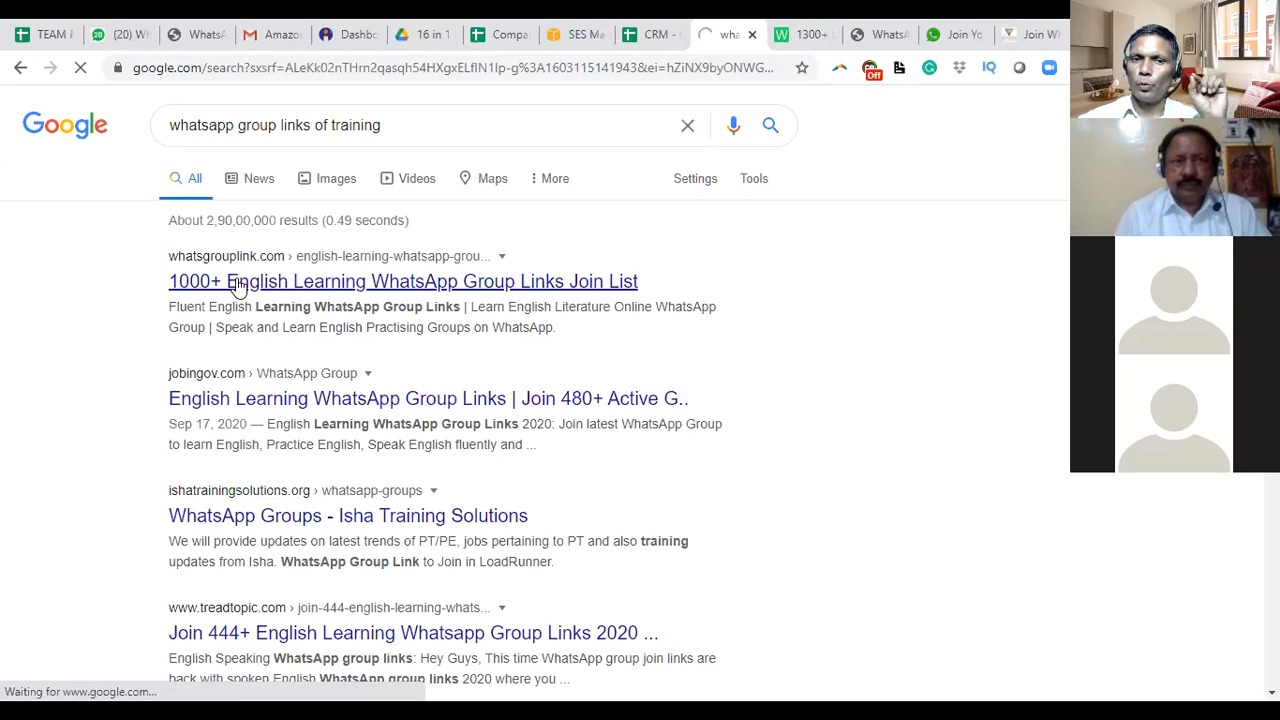 TEAM
(20) Wh
WhatsA
Gmail Amazo
Dashbo
16 in 1
Compa
SES Ma
CRM -
wha
1300+ L
WhatsA
Join Yo
Join Wh
google.com/search?sxsrf=ALeKk02nTHrn2qasqh54HXgxELflVl1lp-g%3A1603115141943&ei=hZiNX9byONWG...
Off
IQ
Google
whatsapp group links of training
All
News
Images
Videos
Maps
More
Settings
Tools
About 2,90,00,000 results (0.49 seconds)
whatsgrouplink.com › english-learning-whatsapp-grou...
1000+ English Learning WhatsApp Group Links Join List
Fluent English Learning WhatsApp Group Links | Learn English Literature Online WhatsApp
Group | Speak and Learn English Practising Groups on WhatsApp.
jobingov.com › WhatsApp Group
English Learning WhatsApp Group Links | Join 480+ Active G..
Sep 17, 2020 — English Learning WhatsApp Group Links 2020: Join latest WhatsApp Group
to learn English, Practice English, Speak English fluently and ...
ishatrainingsolutions.org › whatsapp-groups
WhatsApp Groups - Isha Training Solutions
We will provide updates on latest trends of PT/PE, jobs pertaining to PT and also training
updates from Isha. WhatsApp Group Link to Join in LoadRunner.
www.treadtopic.com › join-444-english-learning-whats...
Join 444+ English Learning Whatsapp Group Links 2020 ...
English Speaking WhatsApp group links: Hey Guys, This time WhatsApp group join links are
back with spoken English WhatsApp group links 2020 where you ...
Waiting for www.google.com...